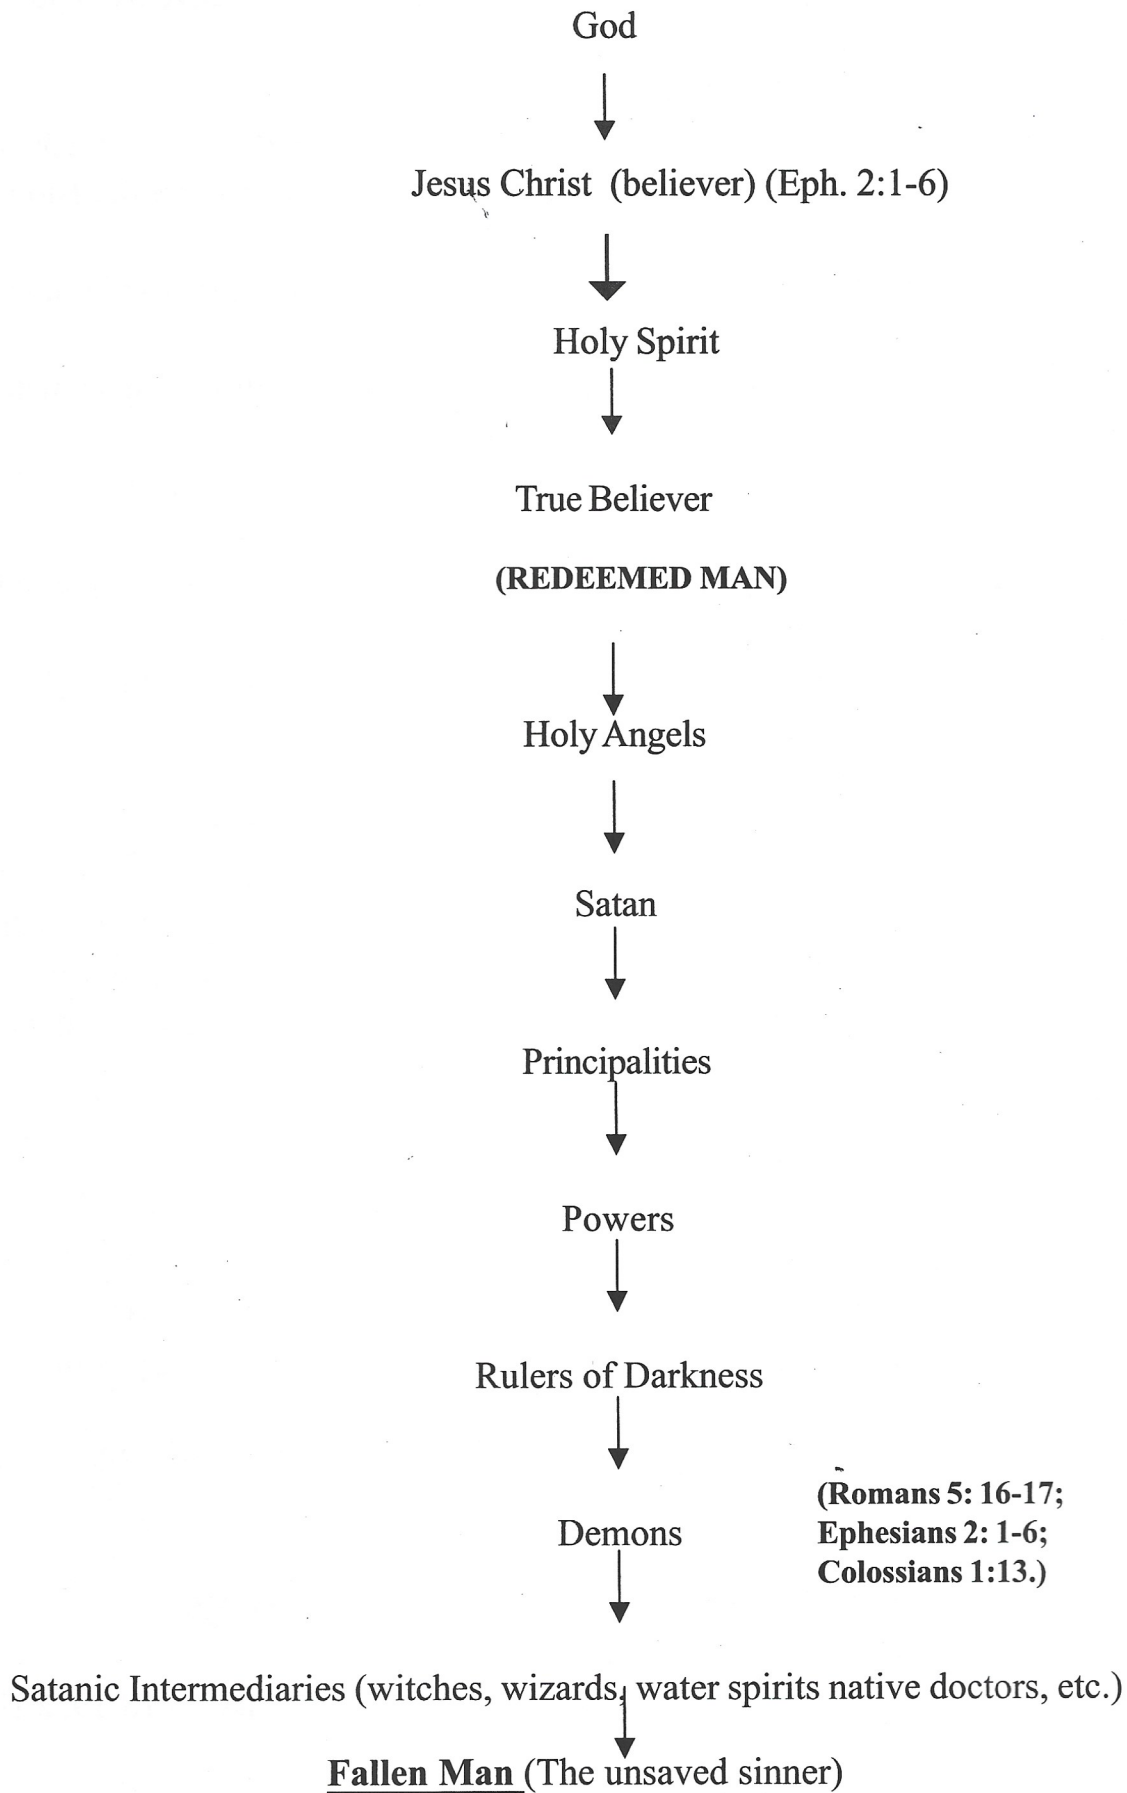 God
Jesus Christ (believer) (Eph. 2:1-6)
Holy Spirit
True Believer
(REDEEMED MAN)
Holy Angels
Satan
Principalities
Powers
Rulers of Darkness
Demons
(Romans 5: 16-17;
Ephesians 2: 1-6;
Colossians 1:13.)
Satanic Intermediaries (witches, wizards, water spirits native doctors, etc.)
Fallen Man (The unsaved sinner)